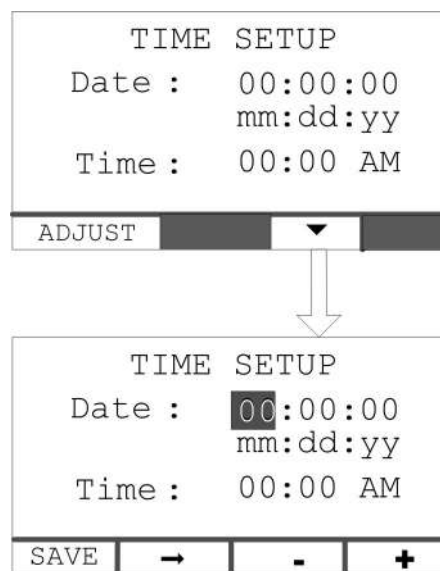 TIME SETUP
Date : 00:00:00
mm:dd:yy
Time : 00:00 AM
ADJUST ▼
TIME SETUP
Date : 00:00:00
mm:dd:yy
Time : 00:00 AM
SAVE → - +